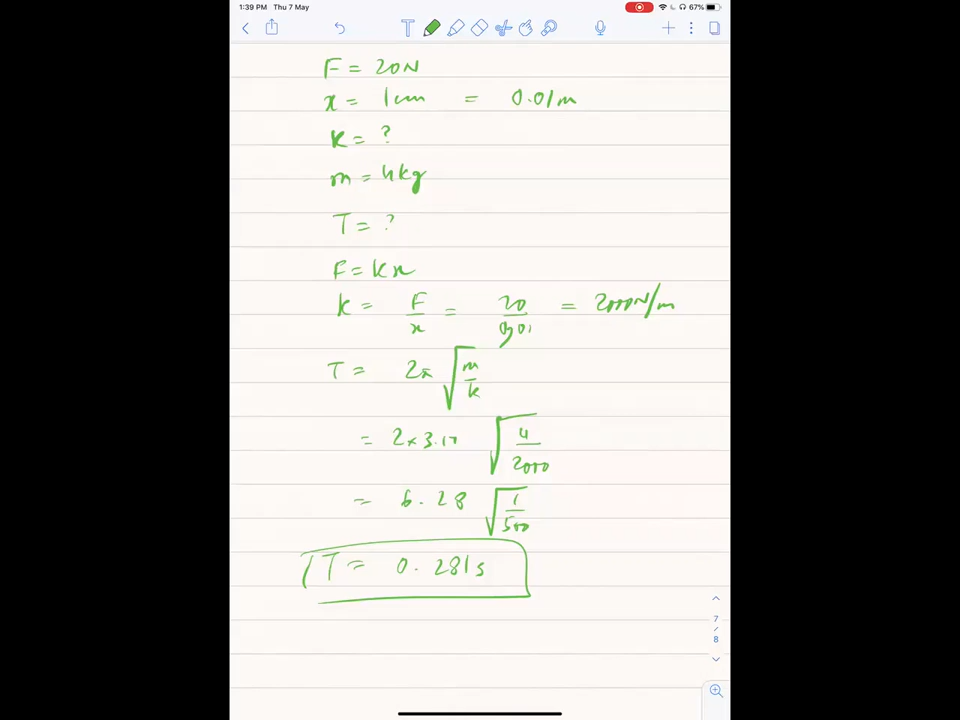 1:39 PM Thu 7 May 67%
F = 20N
x = 1cm = 0.01m
K = ?
m = 4kg
T = ?
F = kx
k = F/x = 20/0.01 = 2000N/m
T = 2π √m/k
= 2 × 3.14 √4/2000
= 6.28 √1/500
T = 0.281s
7
/
8